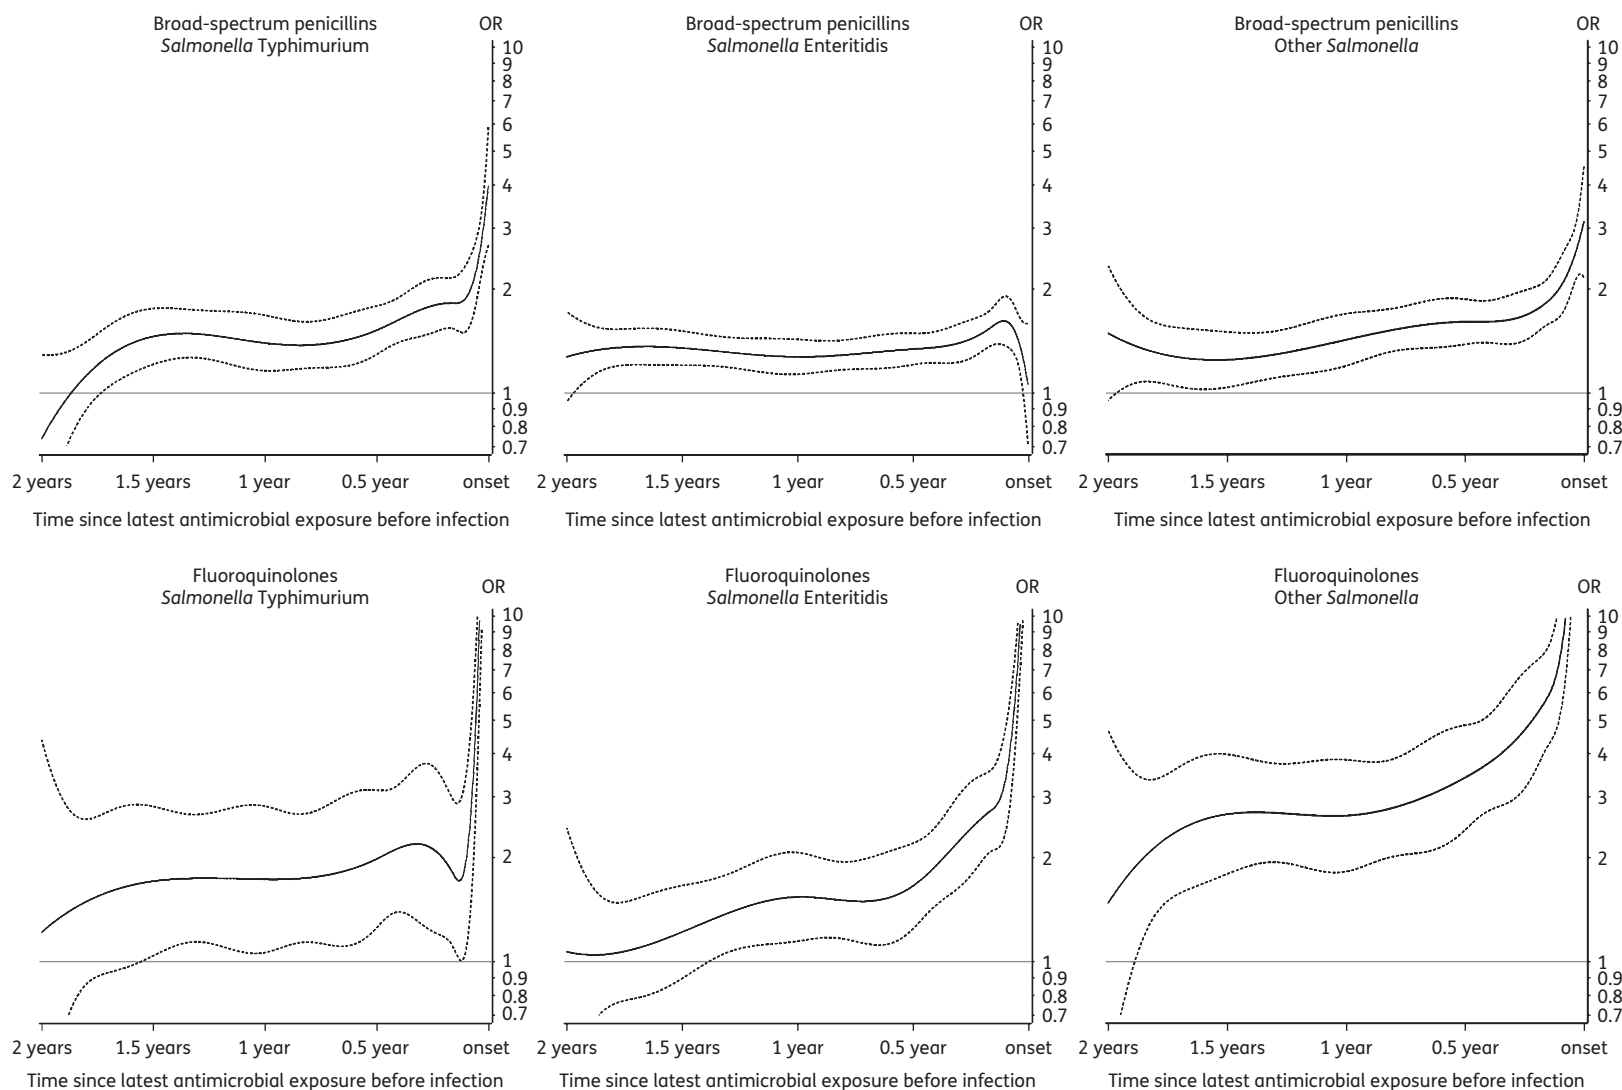 Broad-spectrum penicillins
Salmonella Typhimurium
OR
10
9
8
7
6
5
4
3
2
1
0.9
0.8
0.7
2 years 1.5 years 1 year 0.5 year onset
Time since latest antimicrobial exposure before infection
Broad-spectrum penicillins
Salmonella Enteritidis
OR
10
9
8
7
6
5
4
3
2
1
0.9
0.8
0.7
2 years 1.5 years 1 year 0.5 year onset
Time since latest antimicrobial exposure before infection
Broad-spectrum penicillins
Other Salmonella
OR
10
9
8
7
6
5
4
3
2
1
0.9
0.8
0.7
2 years 1.5 years 1 year 0.5 year onset
Time since latest antimicrobial exposure before infection
Fluoroquinolones
Salmonella Typhimurium
OR
10
9
8
7
6
5
4
3
2
1
0.9
0.8
0.7
2 years 1.5 years 1 year 0.5 year onset
Time since latest antimicrobial exposure before infection
Fluoroquinolones
Salmonella Enteritidis
OR
10
9
8
7
6
5
4
3
2
1
0.9
0.8
0.7
2 years 1.5 years 1 year 0.5 year onset
Time since latest antimicrobial exposure before infection
Fluoroquinolones
Other Salmonella
OR
10
9
8
7
6
5
4
3
2
1
0.9
0.8
0.7
2 years 1.5 years 1 year 0.5 year onset
Time since latest antimicrobial exposure before infection